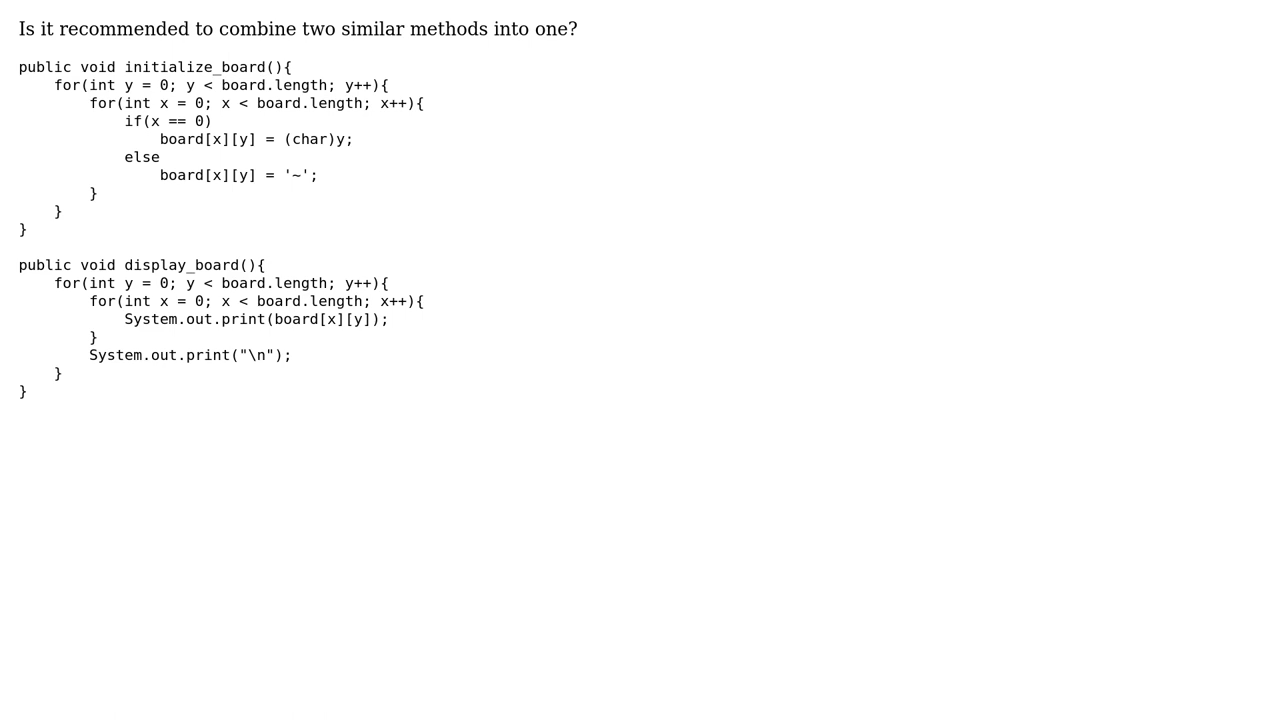 Is it recommended to combine two similar methods into one?
public void initialize_board(){
    for(int y = 0; y < board.length; y++){
        for(int x = 0; x < board.length; x++){
            if(x == 0)
                board[x][y] = (char)y;
            else
                board[x][y] = '~';
        }
    }
}

public void display_board(){
    for(int y = 0; y < board.length; y++){
        for(int x = 0; x < board.length; x++){
            System.out.print(board[x][y]);
        }
        System.out.print("\n");
    }
}